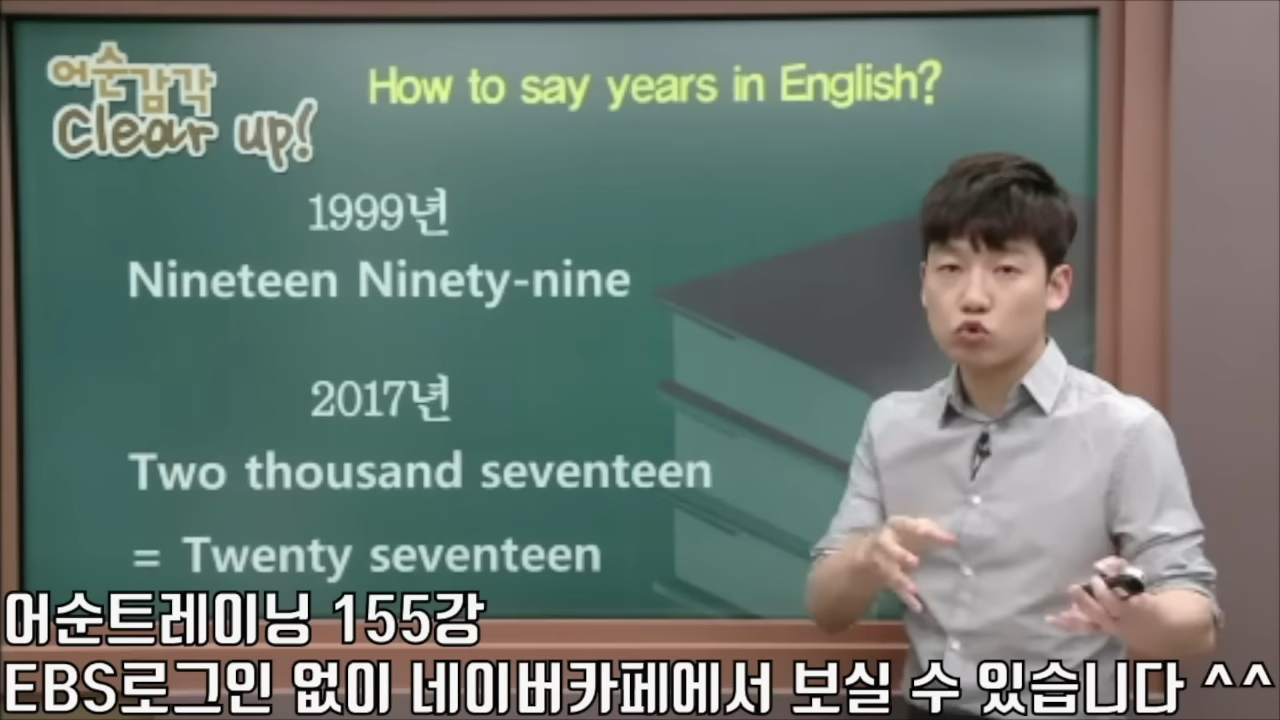 어순감각
Clear up!
How to say years in English?
1999년
Nineteen Ninety-nine
2017년
Two thousand seventeen
= Twenty seventeen
어순트레이닝 155강
EBS로그인 없이 네이버카페에서 보실 수 있습니다 ^^